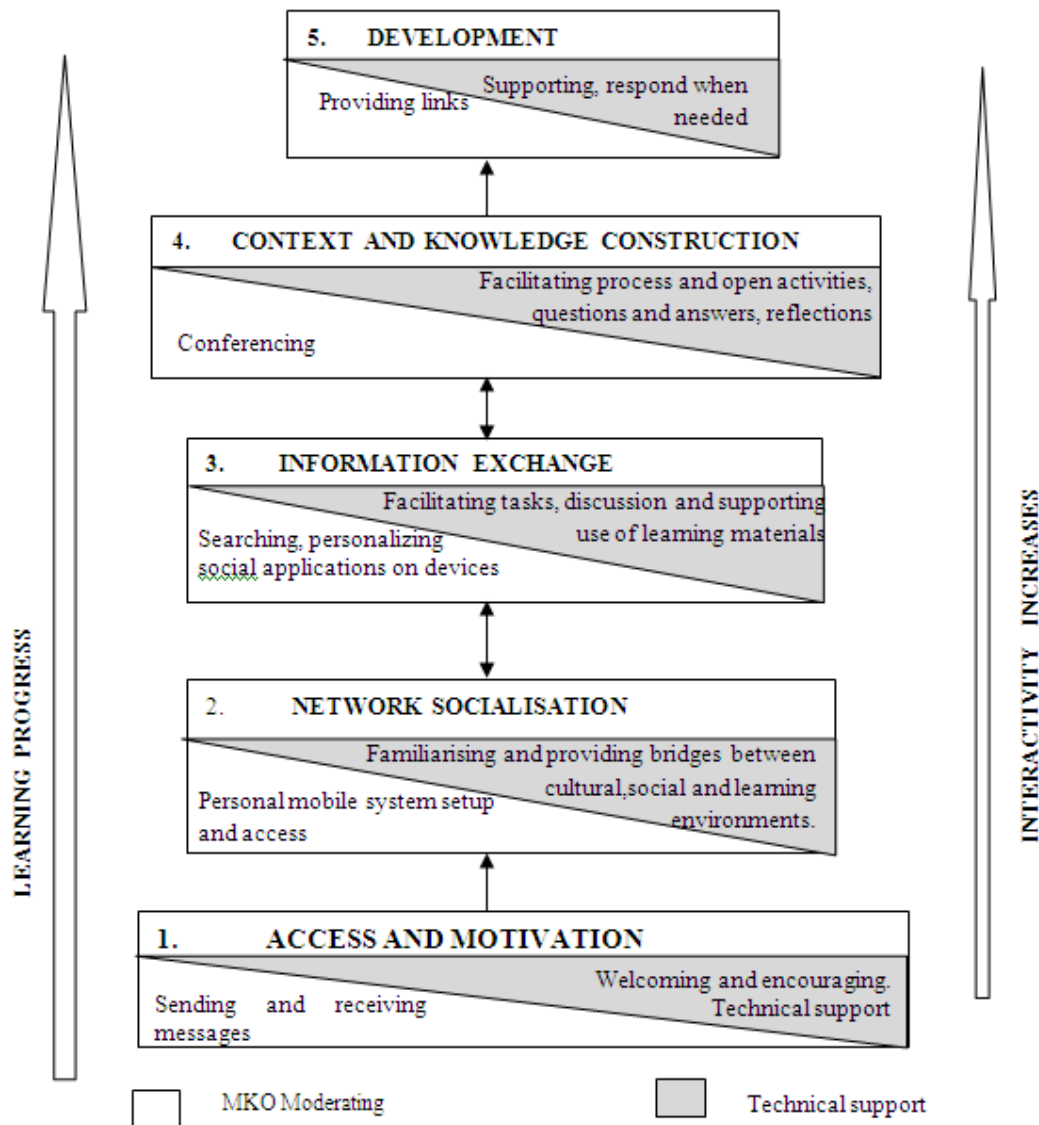 5. DEVELOPMENT
Supporting, respond when
needed
Providing links
4. CONTEXT AND KNOWLEDGE CONSTRUCTION
Facilitating process and open activities,
questions and answers, reflections
Conferencing
3. INFORMATION EXCHANGE
Facilitating tasks, discussion and supporting
use of learning materials
Searching, personalizing
social applications on devices
2. NETWORK SOCIALISATION
Familiarising and providing bridges between
cultural,social and learning
environments.
Personal mobile system setup
and access
1. ACCESS AND MOTIVATION
Welcoming and encouraging.
Technical support
Sending and receiving
messages
LEARNING PROGRESS
INTERACTIVITY INCREASES
MKO Moderating
Technical support